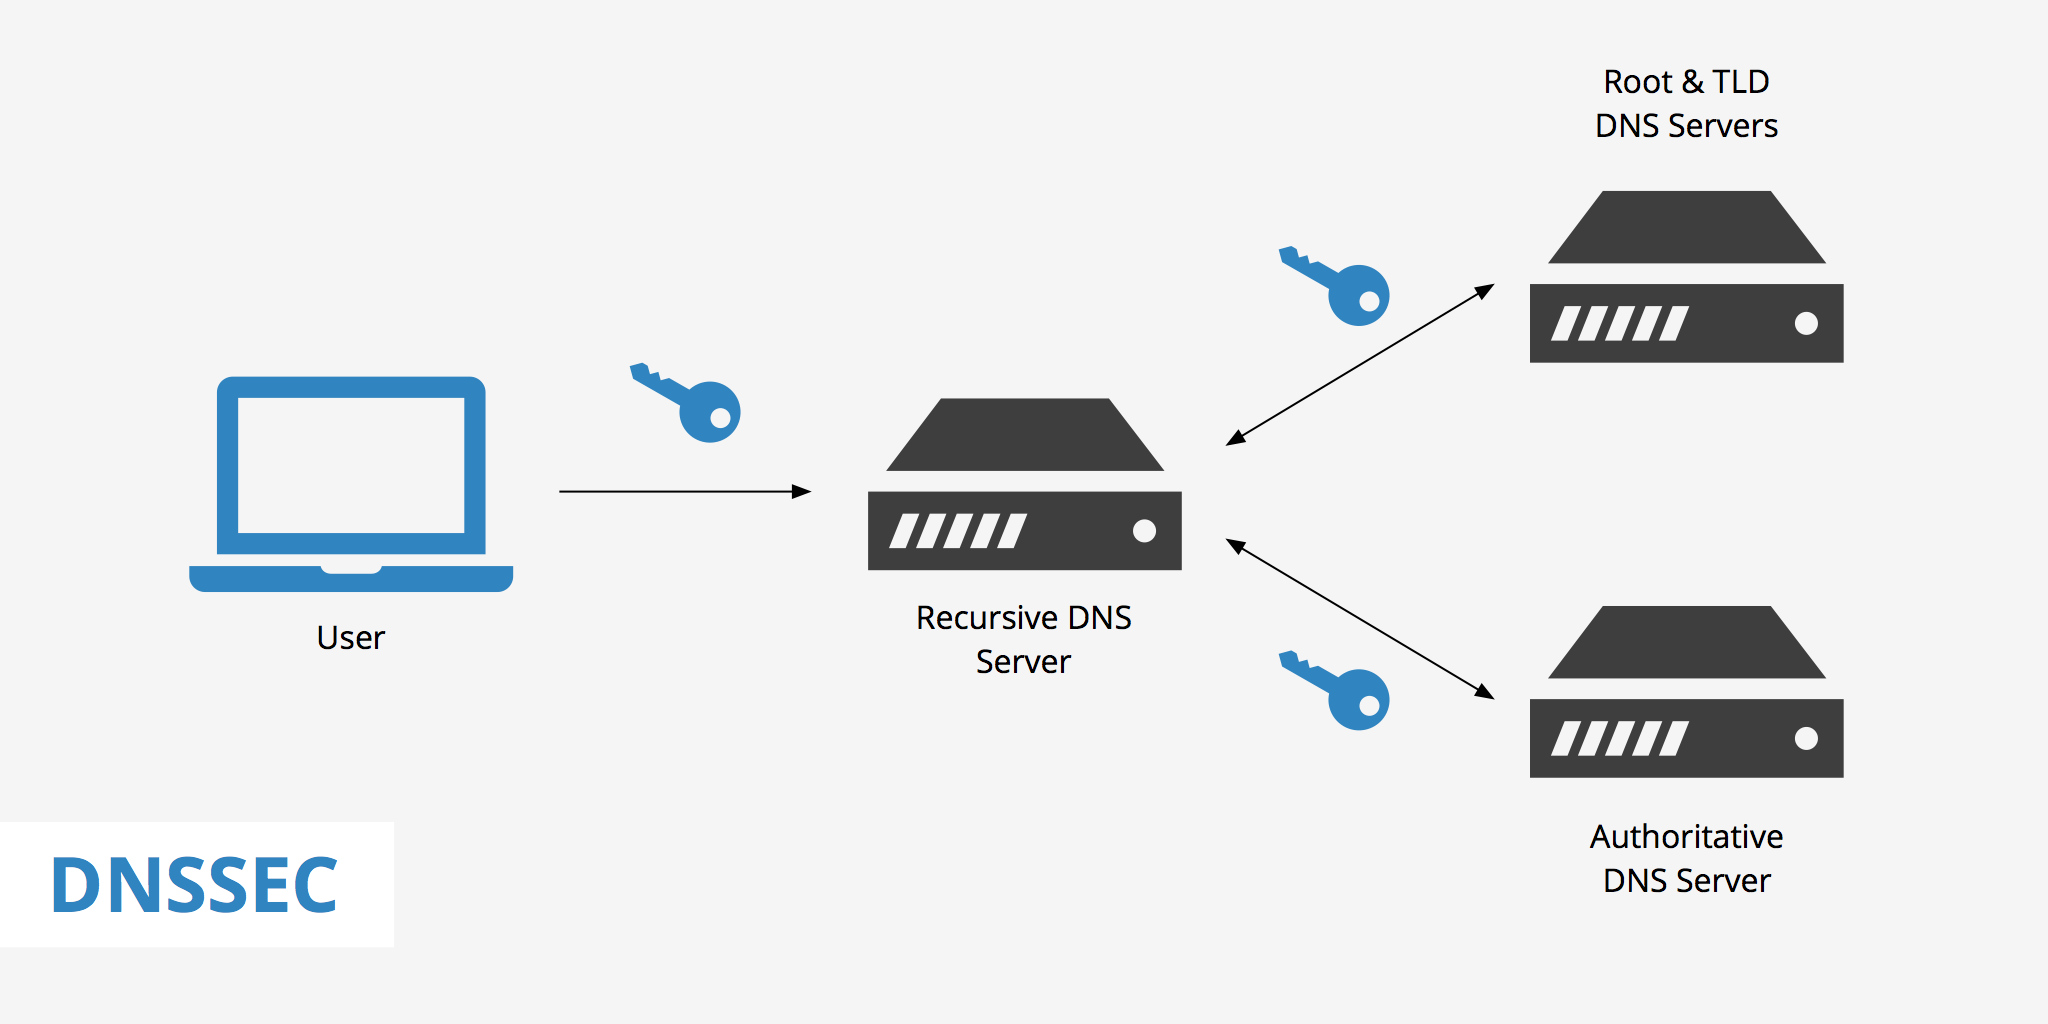 Root & TLD
DNS Servers
User
Recursive DNS
Server
Authoritative
DNS Server
DNSSEC